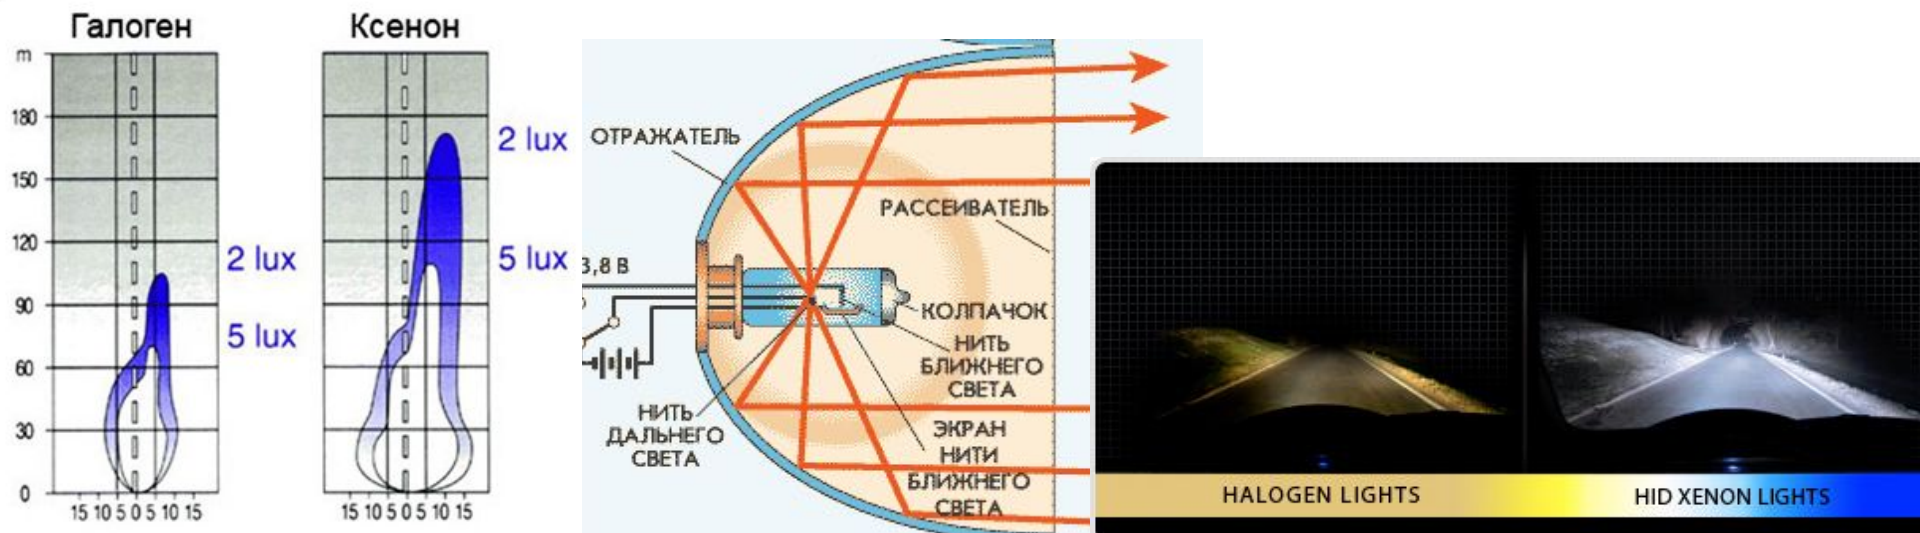 Галоген
Ксенон
m
180
150
120
90
60
30
0
15 10 5 0 5 10 15
15 10 5 0 5 10 15
2 lux
5 lux
2 lux
5 lux
ОТРАЖАТЕЛЬ
РАССЕИВАТЕЛЬ
3,8 В
КОЛПАЧОК
НИТЬ
БЛИЖНЕГО
СВЕТА
НИТЬ
ДАЛЬНЕГО
СВЕТА
ЭКРАН
НИТИ
БЛИЖНЕГО
СВЕТА
HALOGEN LIGHTS
HID XENON LIGHTS